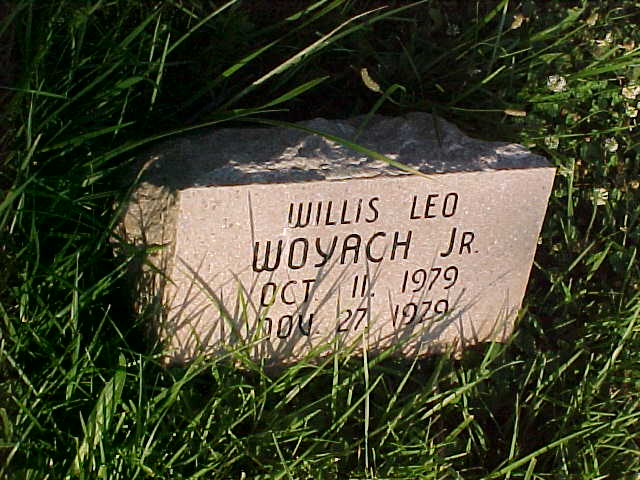 WILLIS LEO
WOYACH JR.
OCT. 11, 1979
NOV 27 1979